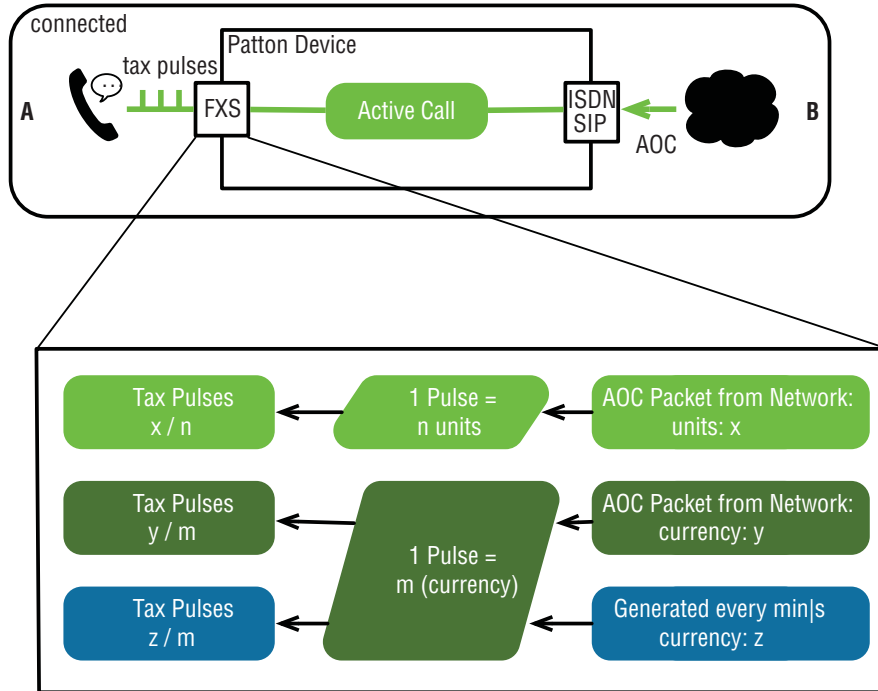 connected
Patton Device
tax pulses
A
FXS
Active Call
ISDN
SIP
AOC
B
Tax Pulses
x / n
1 Pulse =
n units
AOC Packet from Network:
units: x
Tax Pulses
y / m
1 Pulse =
m (currency)
AOC Packet from Network:
currency: y
Tax Pulses
z / m
Generated every min|s
currency: z